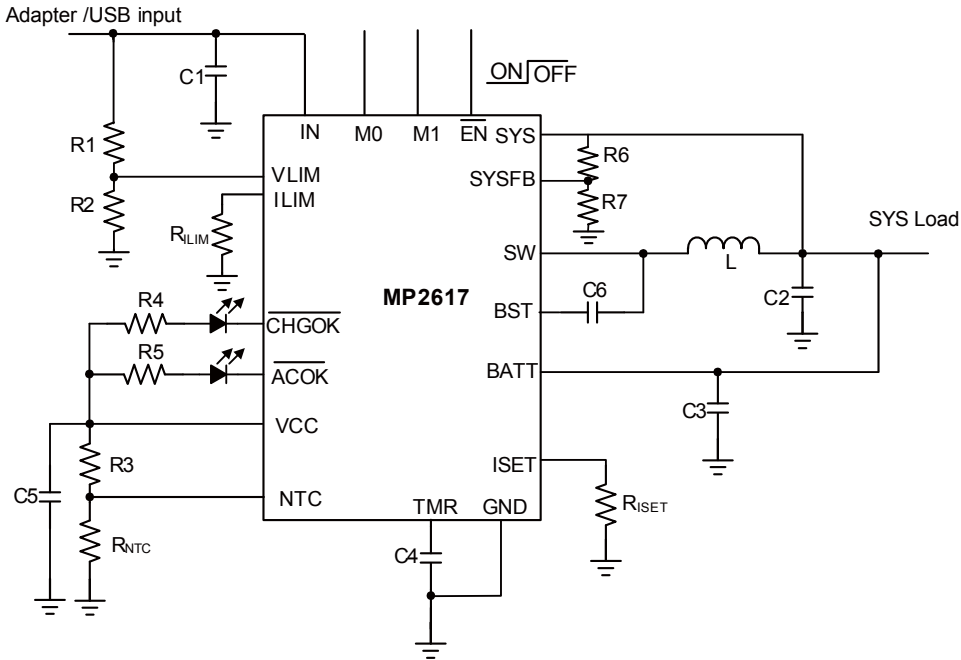 Adapter /USB input
C1
ON OFF
R1
R2
IN
M0
M1
EN
SYS
VLIM
ILIM
SYSFB
R6
R7
RILIM
SW
L
SYS Load
MP2617
C6
C2
R4
CHGOK
BST
R5
ACOK
BATT
C3
VCC
R3
ISET
C5
NTC
TMR
GND
RISET
RNTC
C4